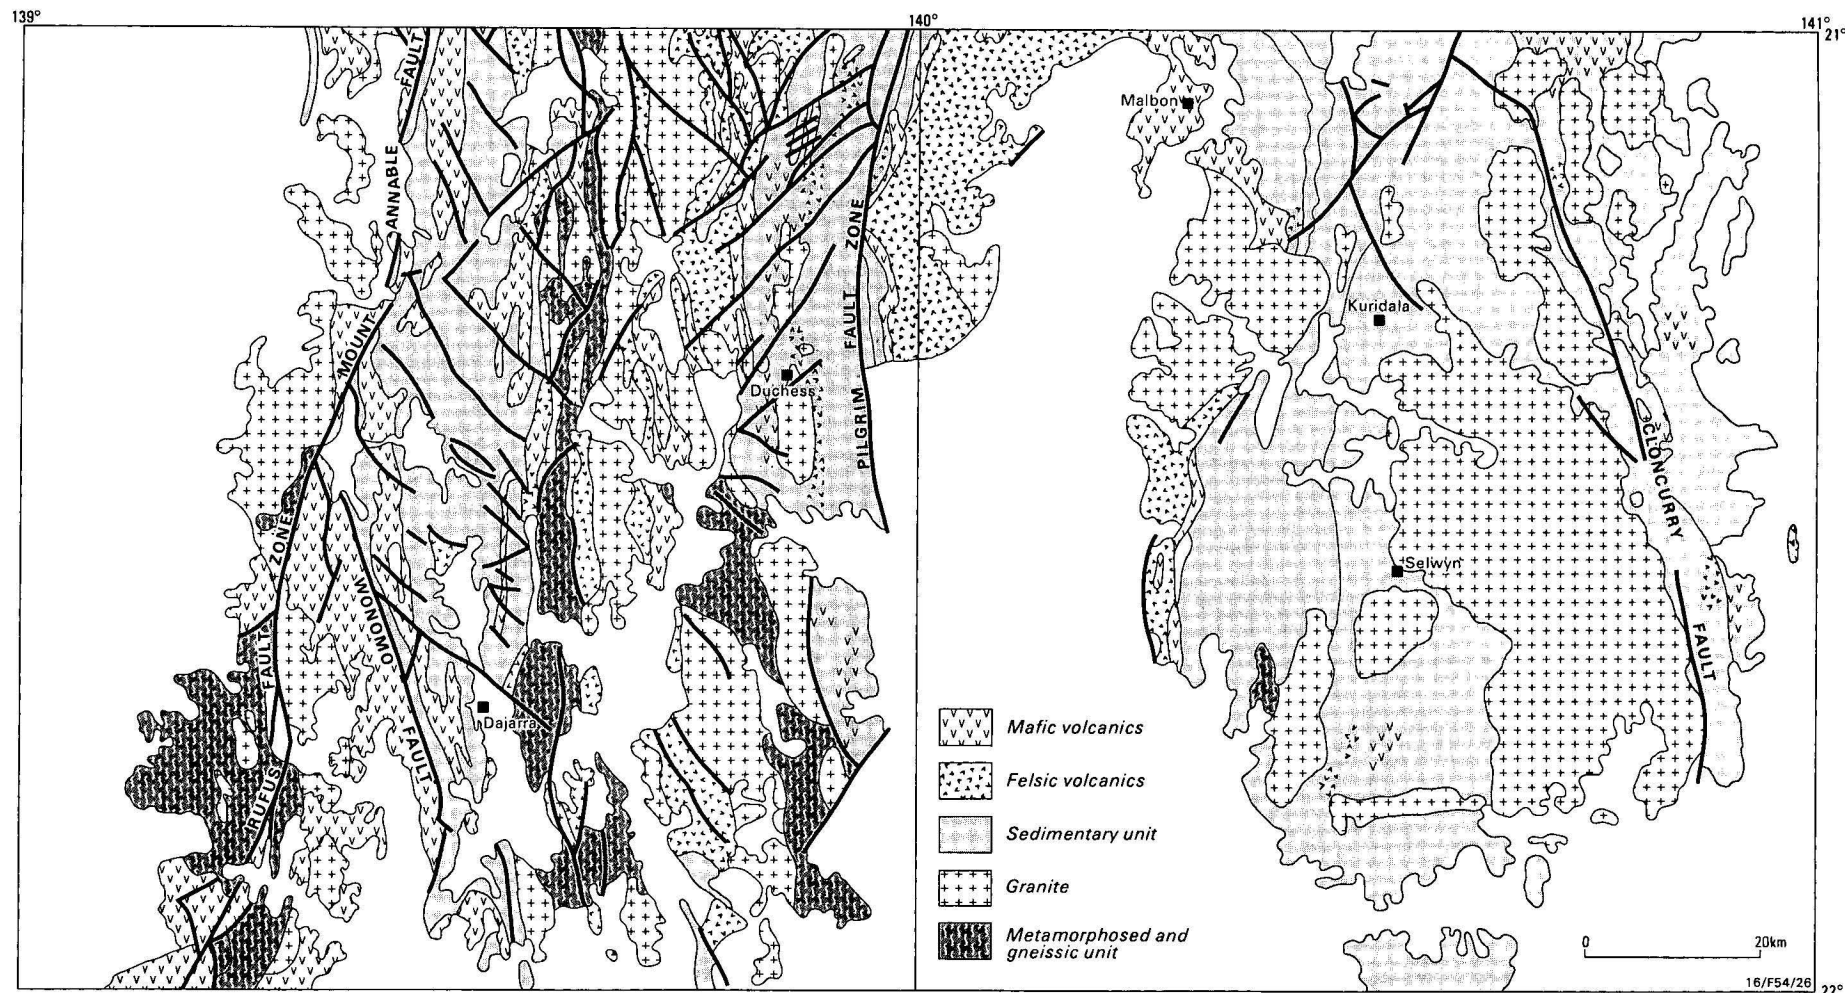 139°
140°
141°
21°
FAULT
ANNABLE
MOUNT
ZONE
FAULT
RUFUS
WONOMO
FAULT
PILGRIM
FAULT
ZONE
Duchess
Dajarra
Malbon
Kuridala
Selwyn
CLONCURRY
FAULT
Mafic volcanics
Felsic volcanics
Sedimentary unit
Granite
Metamorphosed and
gneissic unit
0 20km
16/F54/26
22°